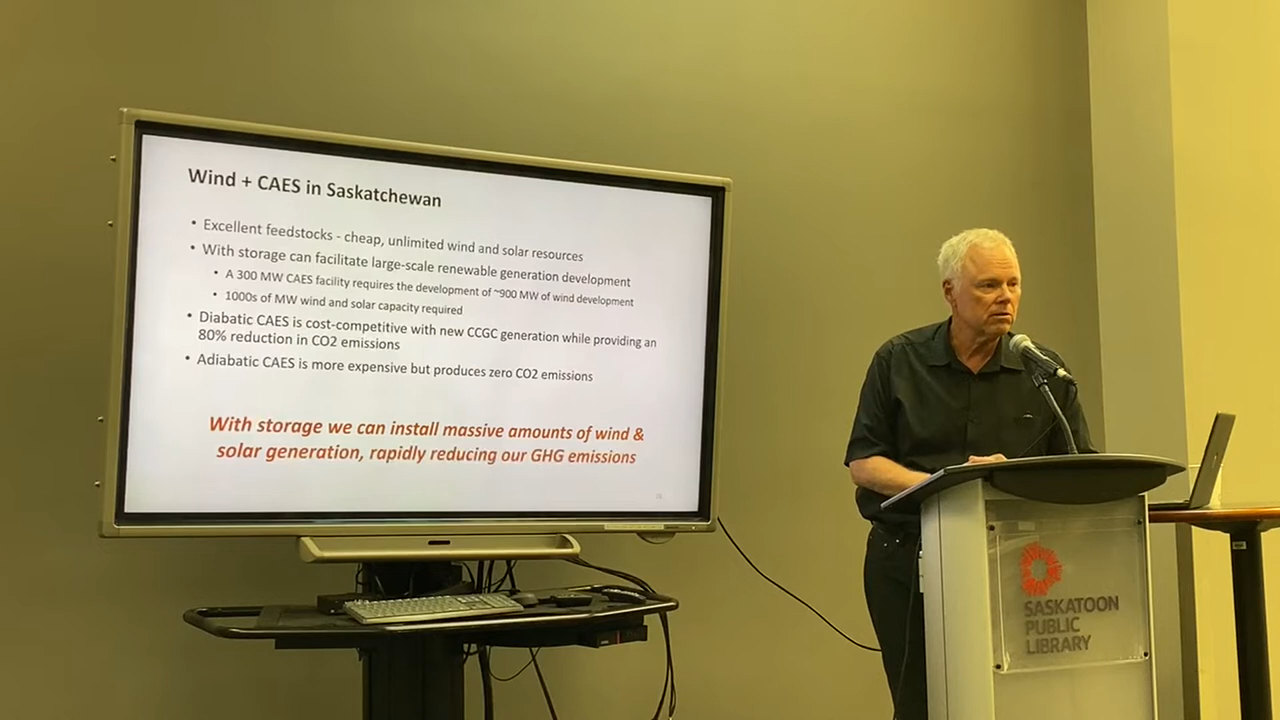 Wind + CAES in Saskatchewan
• Excellent feedstocks - cheap, unlimited wind and solar resources
• With storage can facilitate large-scale renewable generation development
• A 300 MW CAES facility requires the development of ~900 MW of wind development
• 1000s of MW wind and solar capacity required
• Diabatic CAES is cost-competitive with new CCGC generation while providing an
80% reduction in CO2 emissions
• Adiabatic CAES is more expensive but produces zero CO2 emissions
With storage we can install massive amounts of wind &
solar generation, rapidly reducing our GHG emissions
SASKATOON
PUBLIC
LIBRARY